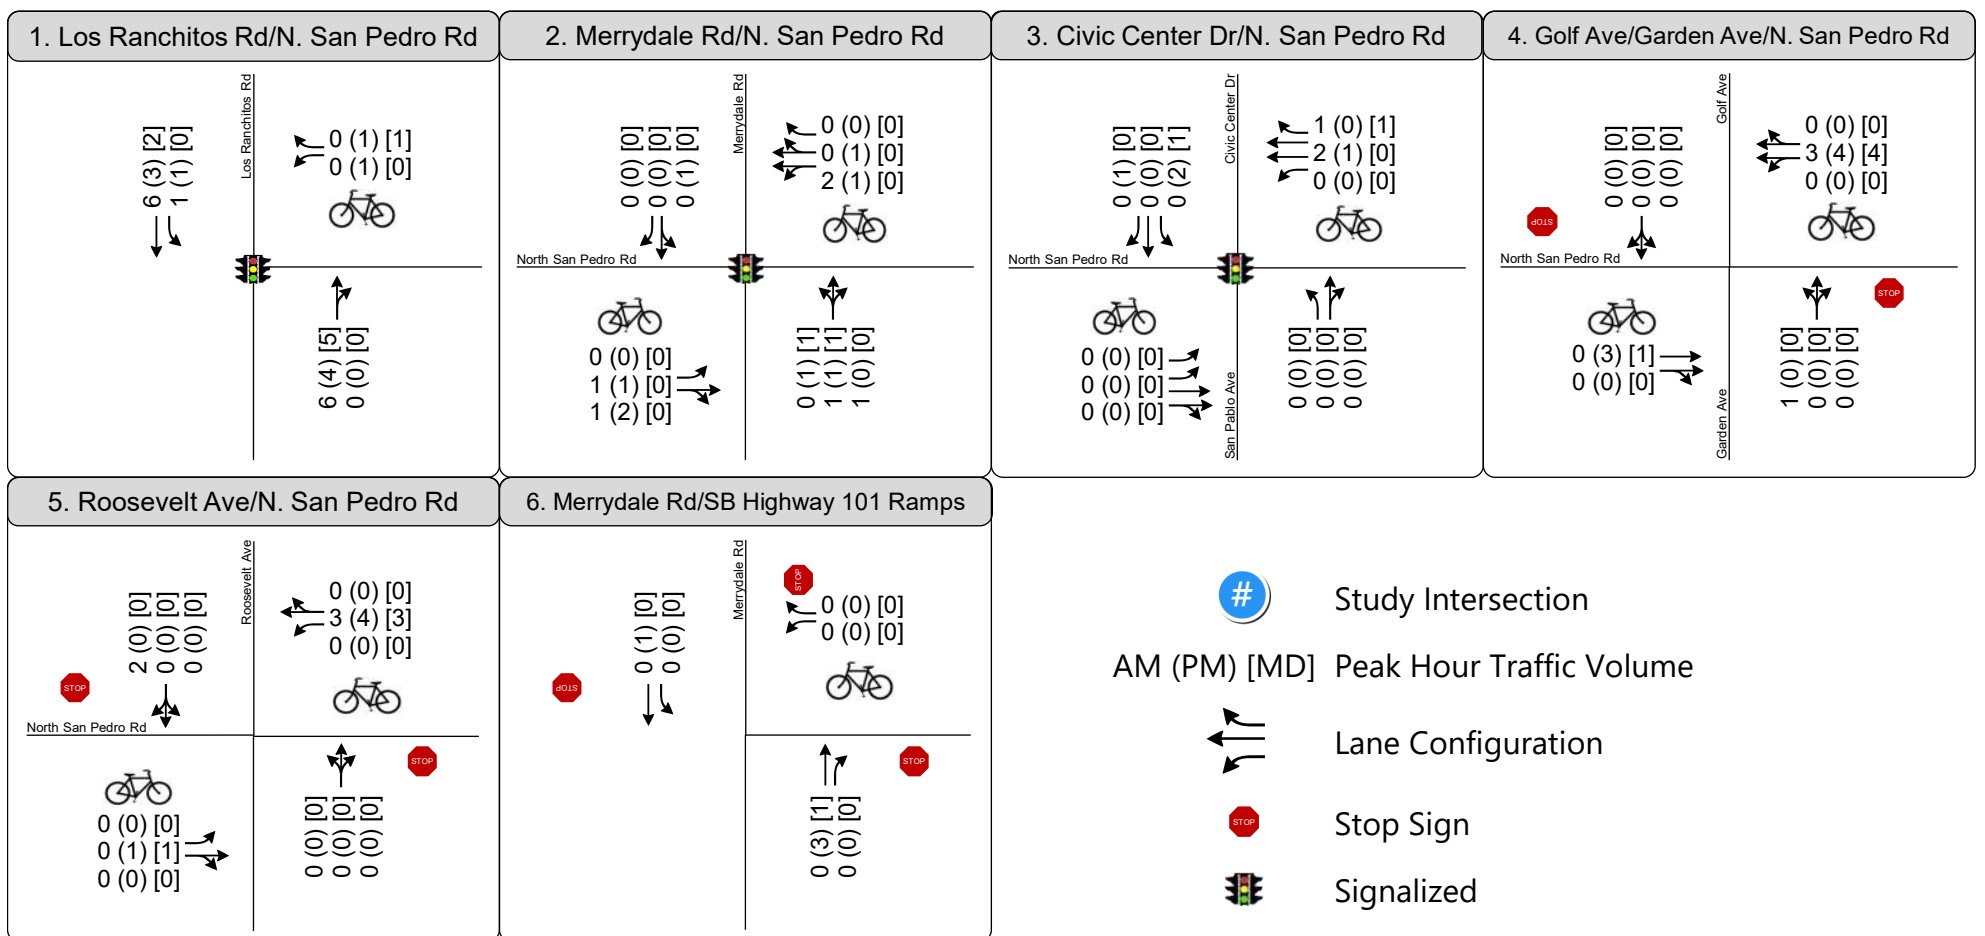 1. Los Ranchitos Rd/N. San Pedro Rd
Los Ranchitos Rd
6 (3) [2]
1 (1) [0]
0 (1) [1]
0 (1) [0]
6 (4) [5]
0 (0) [0]
2. Merrydale Rd/N. San Pedro Rd
Merrydale Rd
0 (0) [0]
0 (0) [0]
0 (1) [0]
0 (0) [0]
0 (1) [0]
2 (1) [0]
North San Pedro Rd
0 (0) [0]
1 (1) [0]
1 (2) [0]
0 (1) [1]
1 (1) [1]
1 (0) [0]
3. Civic Center Dr/N. San Pedro Rd
Civic Center Dr
0 (1) [0]
0 (0) [0]
0 (2) [1]
1 (0) [1]
2 (1) [0]
0 (0) [0]
North San Pedro Rd
0 (0) [0]
0 (0) [0]
0 (0) [0]
San Pablo Ave
0 (0) [0]
0 (0) [0]
0 (0) [0]
4. Golf Ave/Garden Ave/N. San Pedro Rd
Golf Ave
0 (0) [0]
0 (0) [0]
0 (0) [0]
0 (0) [0]
3 (4) [4]
0 (0) [0]
STOP
North San Pedro Rd
STOP
0 (3) [1]
0 (0) [0]
Garden Ave
1 (0) [0]
0 (0) [0]
0 (0) [0]
5. Roosevelt Ave/N. San Pedro Rd
Roosevelt Ave
2 (0) [0]
0 (0) [0]
0 (0) [0]
0 (0) [0]
3 (4) [3]
0 (0) [0]
STOP
North San Pedro Rd
STOP
0 (0) [0]
0 (1) [1]
0 (0) [0]
0 (0) [0]
0 (0) [0]
0 (0) [0]
6. Merrydale Rd/SB Highway 101 Ramps
Merrydale Rd
0 (1) [0]
0 (0) [0]
STOP
0 (0) [0]
0 (0) [0]
STOP
STOP
0 (3) [1]
0 (0) [0]
# Study Intersection
AM (PM) [MD] Peak Hour Traffic Volume
Lane Configuration
STOP Stop Sign
Signalized